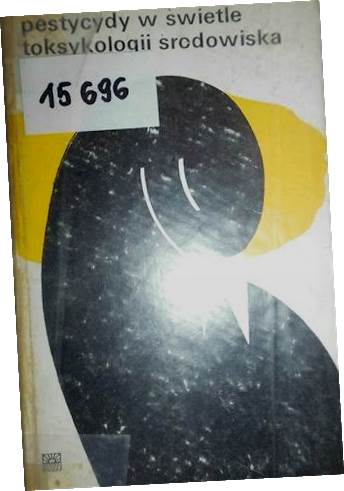 pestycydy w świetle
toksykologii środowiska
15 696